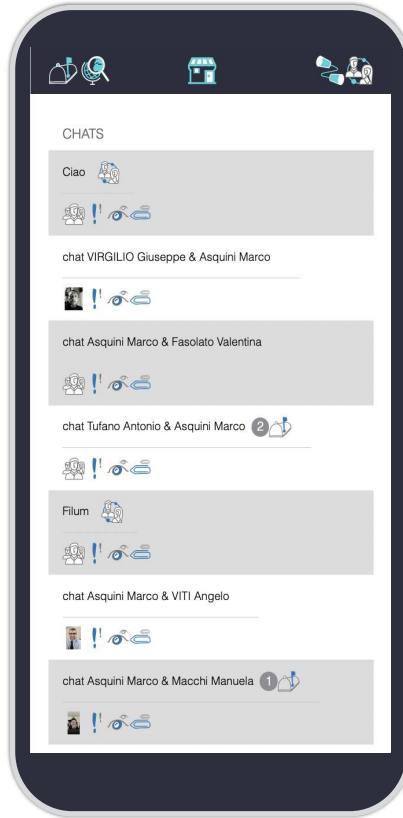 CHATS
Ciao
chat VIRGILIO Giuseppe & Asquini Marco
chat Asquini Marco & Fasolato Valentina
chat Tufano Antonio & Asquini Marco 2
Filum
chat Asquini Marco & VITI Angelo
chat Asquini Marco & Macchi Manuela 1